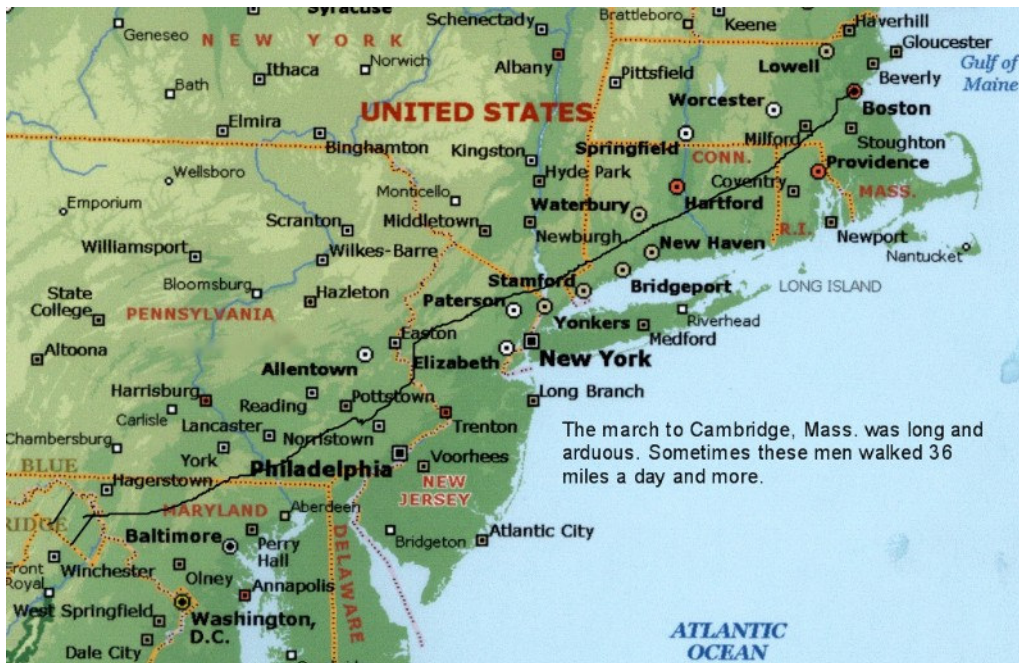 Syracuse
Schenectady
Brattleboro
Keene
Haverhill
Geneseo
NEW YORK
Norwich
Gloucester
Ithaca
Albany
Lowell
Gulf of
Maine
Bath
Pittsfield
Beverly
UNITED STATES
Worcester
Boston
Elmira
Binghamton
Kingston
Springfield
Milford
Stoughton
Wellsboro
CONN.
Providence
Hyde Park
Coventry
MASS.
Emporium
Monticello
Waterbury
Hartford
Scranton
Middletown
Newburgh
R.I.
Newport
Williamsport
Wilkes-Barre
New Haven
Nantucket
Bloomsburg
Hazleton
Stamford
Bridgeport
LONG ISLAND
State
College
PENNSYLVANIA
Paterson
Yonkers
Riverhead
Easton
Medford
Altoona
Allentown
Elizabeth
New York
Harrisburg
Reading
Pottstown
Long Branch
Carlisle
Lancaster
Norristown
Trenton
The march to Cambridge, Mass. was long and
arduous. Sometimes these men walked 36
miles a day and more.
Chambersburg
York
Philadelphia
Voorhees
BLUE
Hagerstown
NEW
JERSEY
RIDGE
MARYLAND
Aberdeen
Baltimore
Perry
Hall
DELAWARE
Bridgeton
Atlantic City
Front
Royal
Winchester
Olney
Annapolis
West Springfield
Washington,
D.C.
Dale City
ATLANTIC
OCEAN